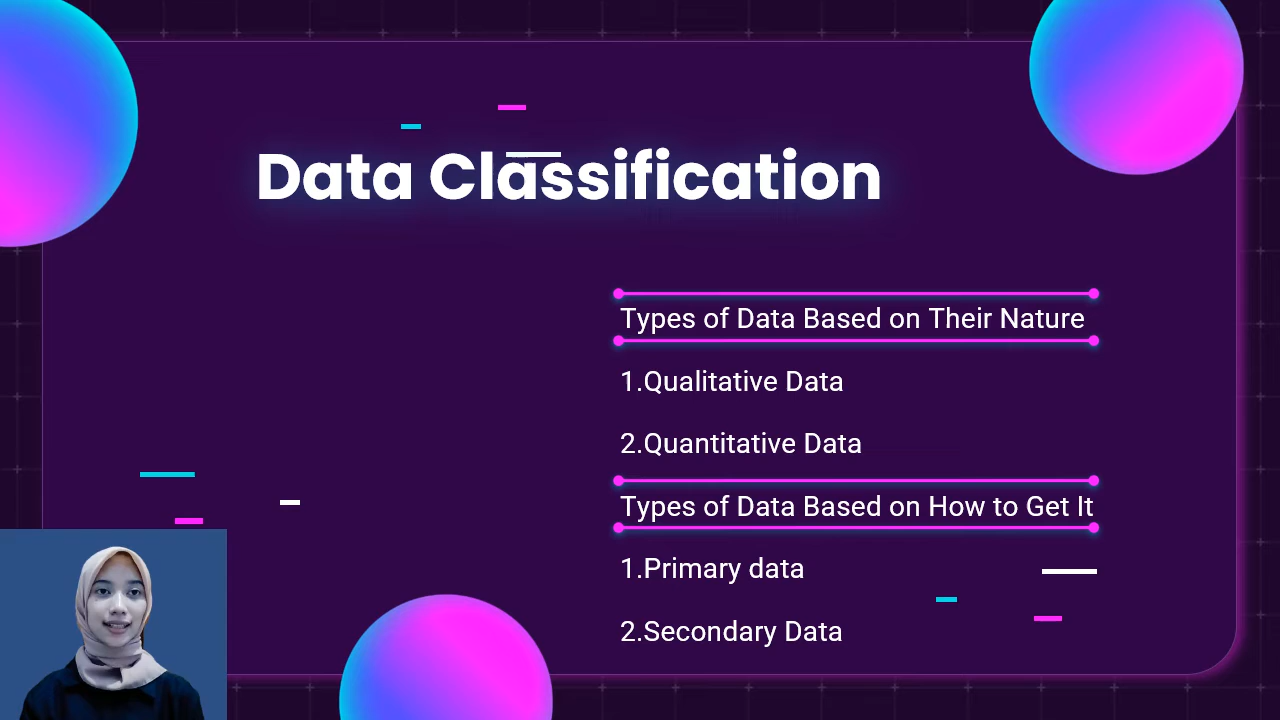 Data Classification
Types of Data Based on Their Nature
1.Qualitative Data
2.Quantitative Data
Types of Data Based on How to Get It
1.Primary data
2.Secondary Data